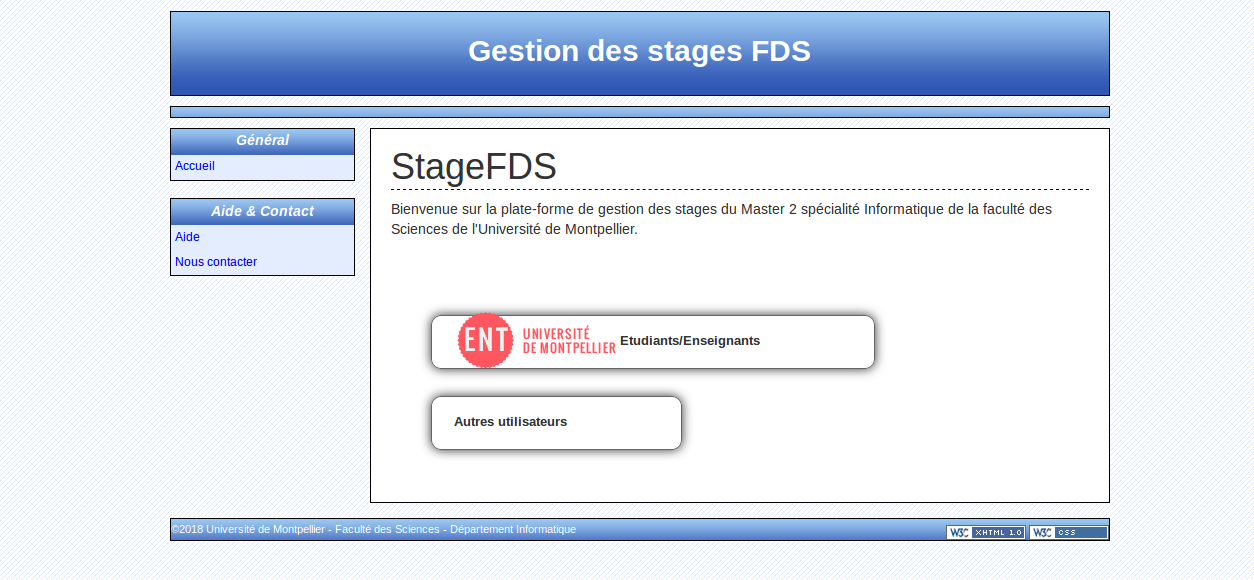 Gestion des stages FDS
Général
Accueil
Aide & Contact
Aide
Nous contacter
StageFDS
Bienvenue sur la plate-forme de gestion des stages du Master 2 spécialité Informatique de la faculté des
Sciences de l'Université de Montpellier.
ENT UNIVERSITÉ
DE MONTPELLIER Etudiants/Enseignants
Autres utilisateurs
©2018 Université de Montpellier - Faculté des Sciences - Département Informatique
W3C XHTML 1.0 W3C CSS